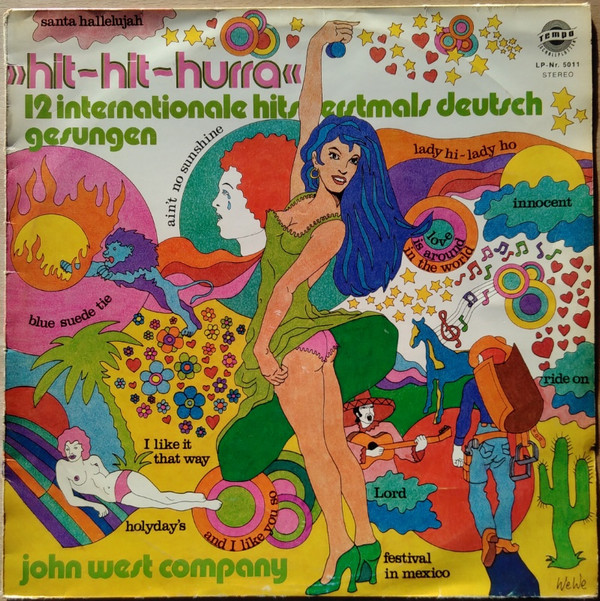 santa hallelujah
Tempo
SCHALLPLATTEN
LP-Nr. 5011
STEREO
»hit-hit-hurra«
12 internationale hits erstmals deutsch
gesungen
ain't no sunshine
lady hi-lady ho
innocent
love
is around
in the world
blue suede tie
ride on
I like it
that way
Lord
holyday's
and I like you so
john west company
festival
in mexico
WeWe